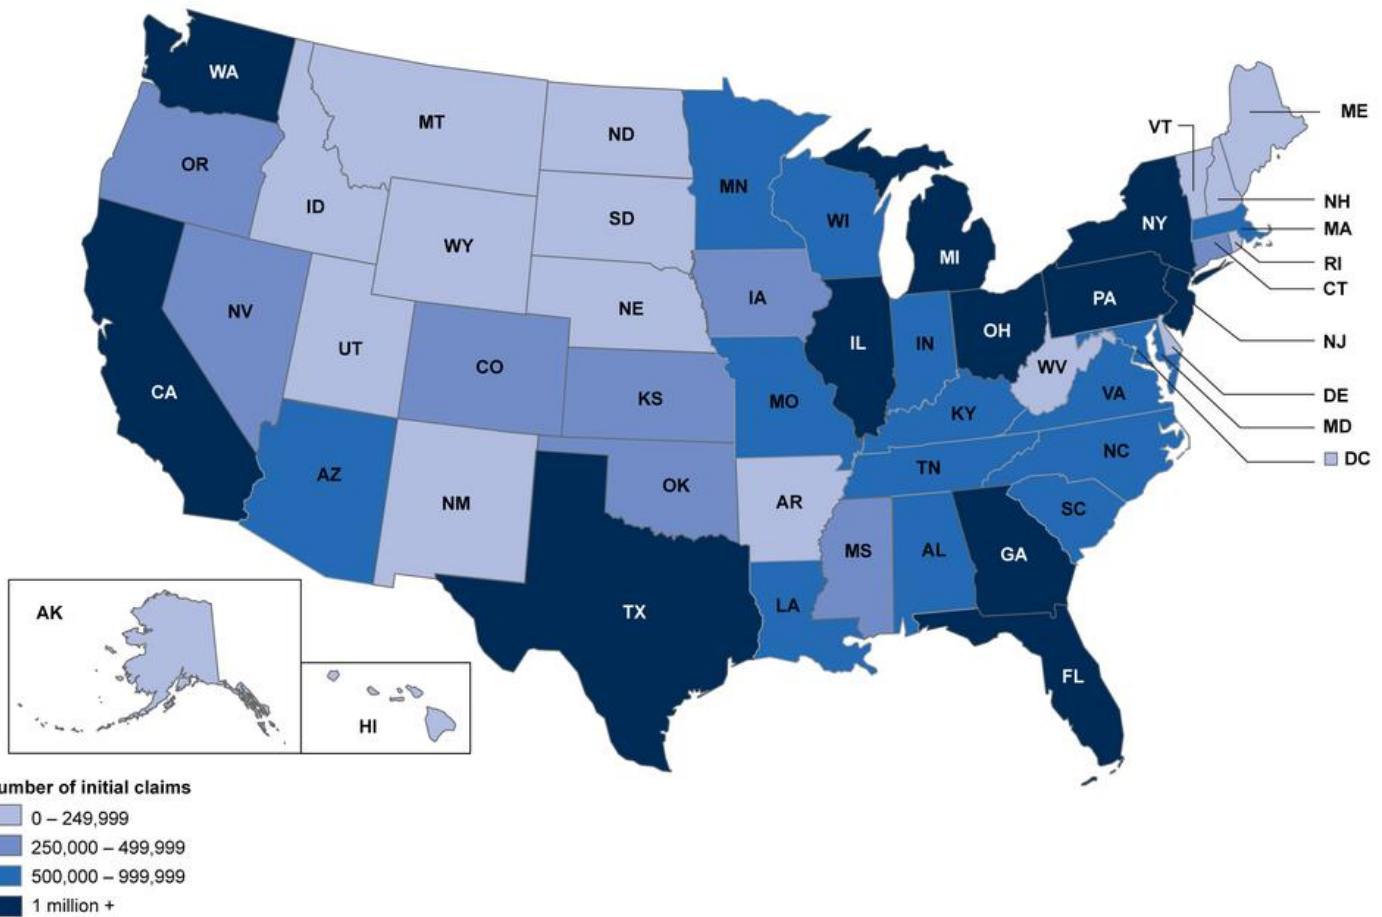 WA
MT
ND
ME
VT
OR
MN
ID
SD
WI
NH
NY
MA
WY
MI
RI
CT
IA
PA
NE
NV
OH
NJ
IL
IN
UT
CO
WV
CA
VA
DE
KS
MO
KY
MD
NC
DC
TN
AZ
OK
NM
AR
SC
MS
AL
GA
LA
TX
AK
FL
HI
umber of initial claims
0 – 249,999
250,000 – 499,999
500,000 – 999,999
1 million +